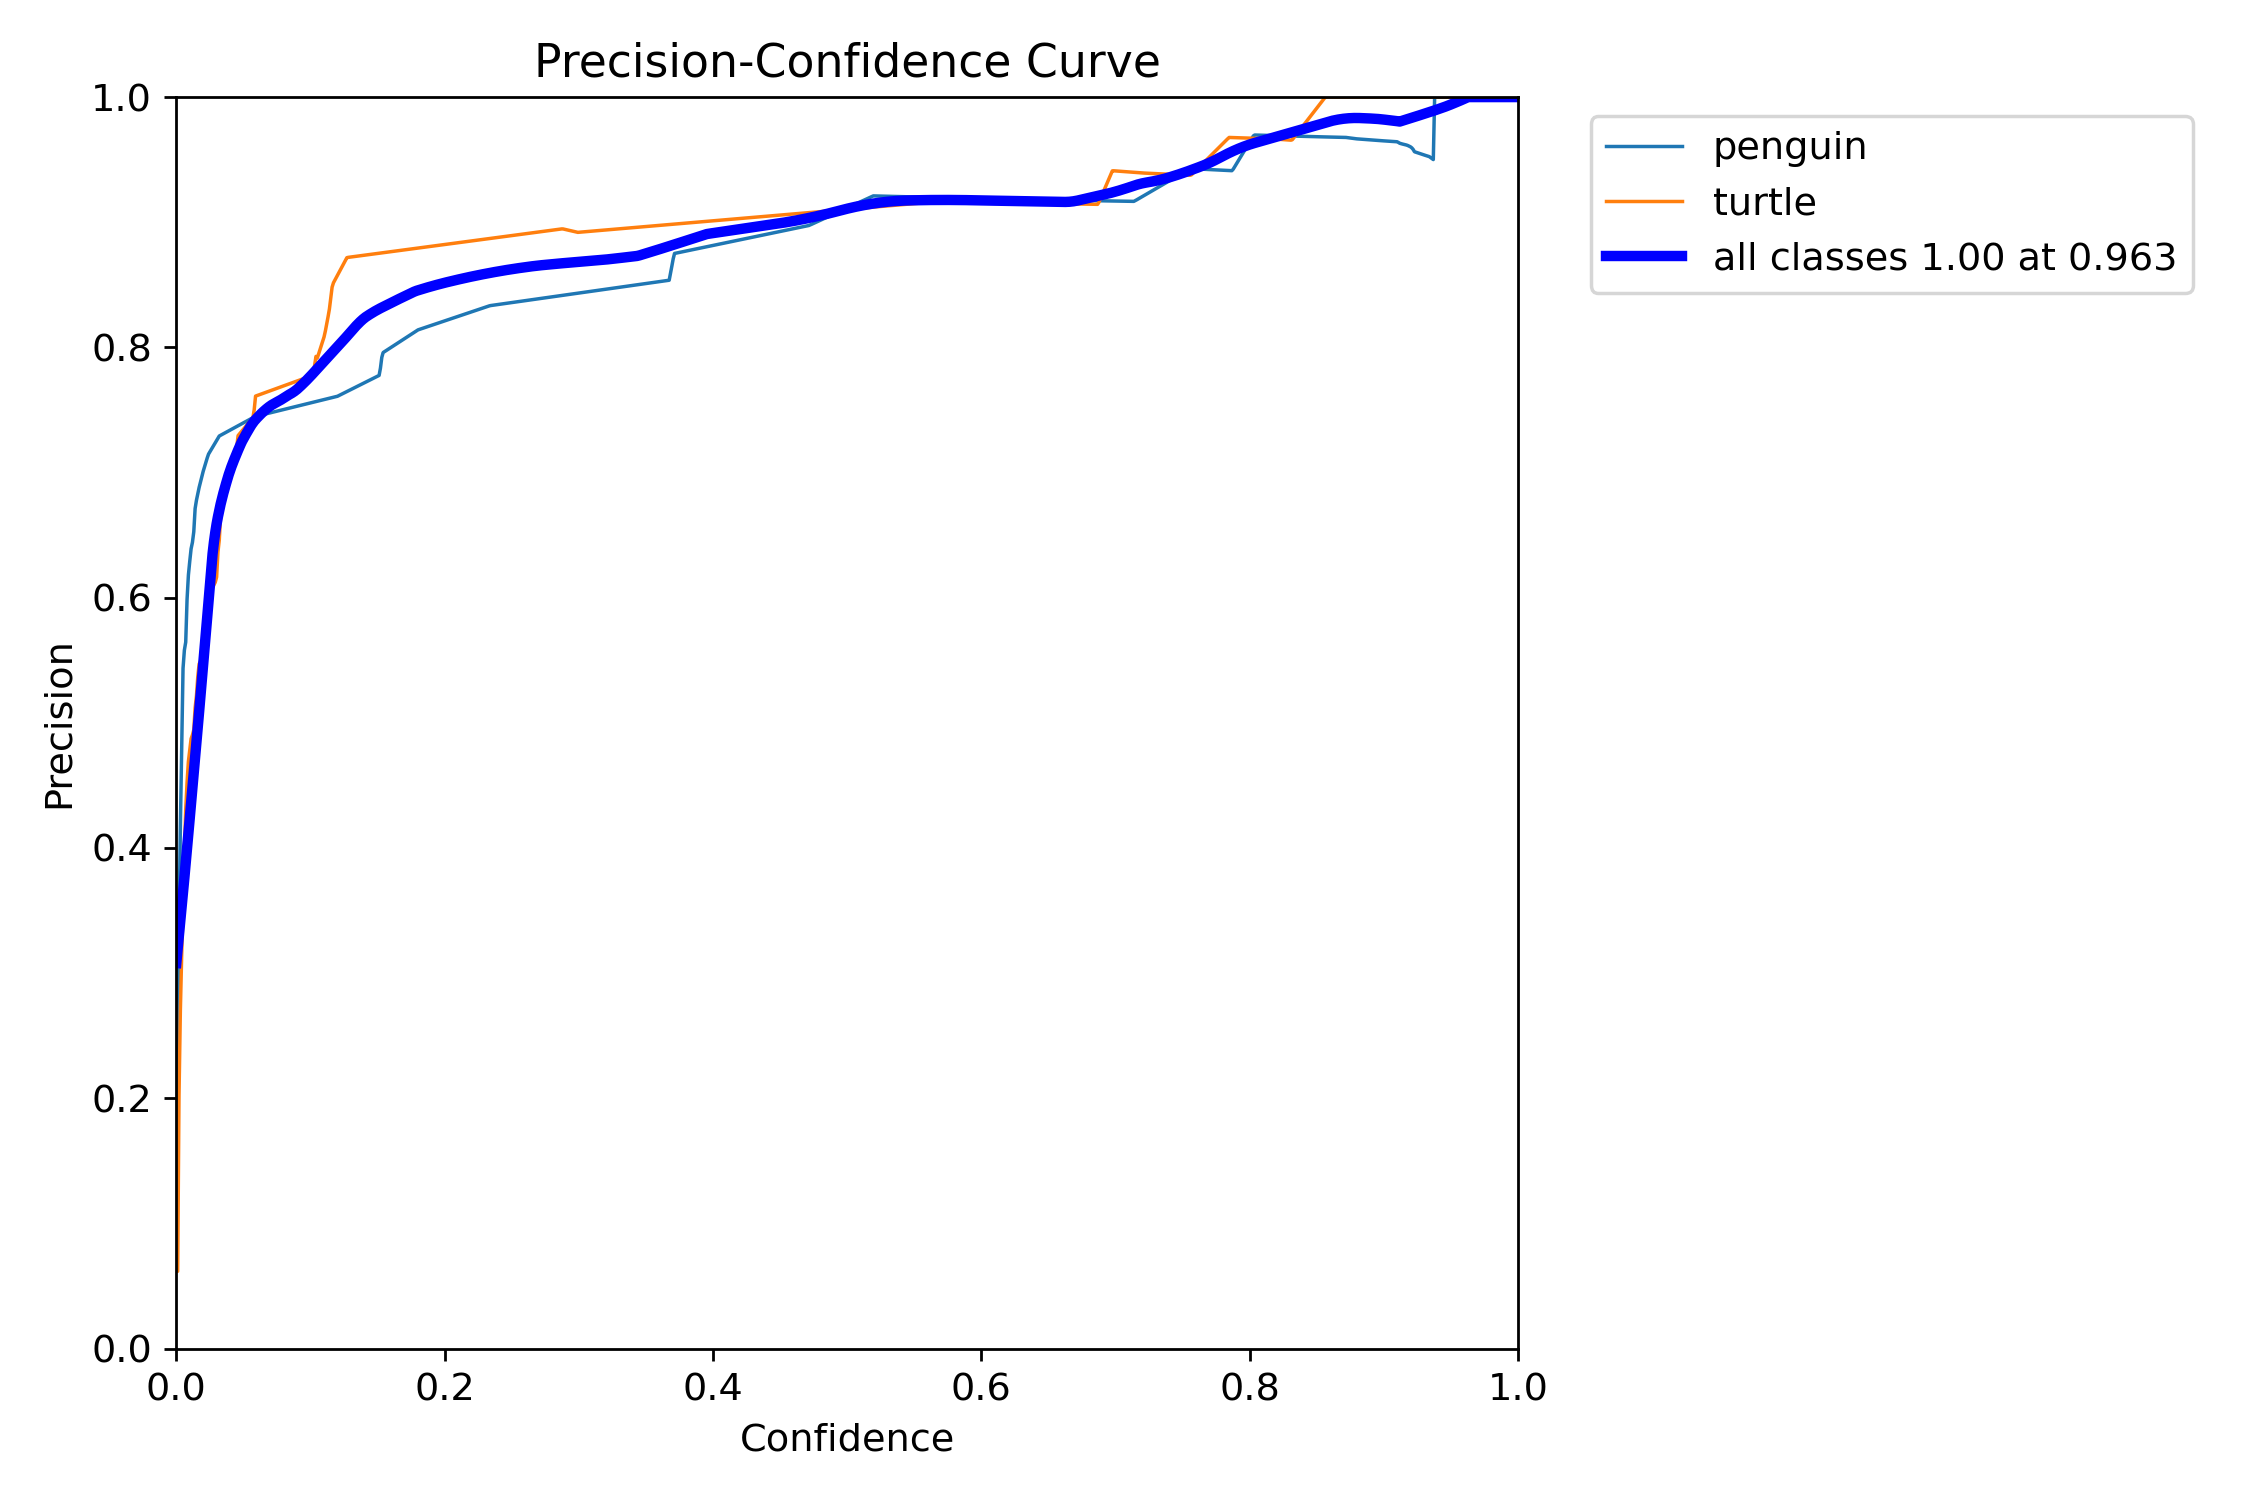 Precision-Confidence Curve
1.0
0.8
0.6
0.4
0.2
0.0
Precision
0.0 0.2 0.4 0.6 0.8 1.0
Confidence
penguin
turtle
all classes 1.00 at 0.963